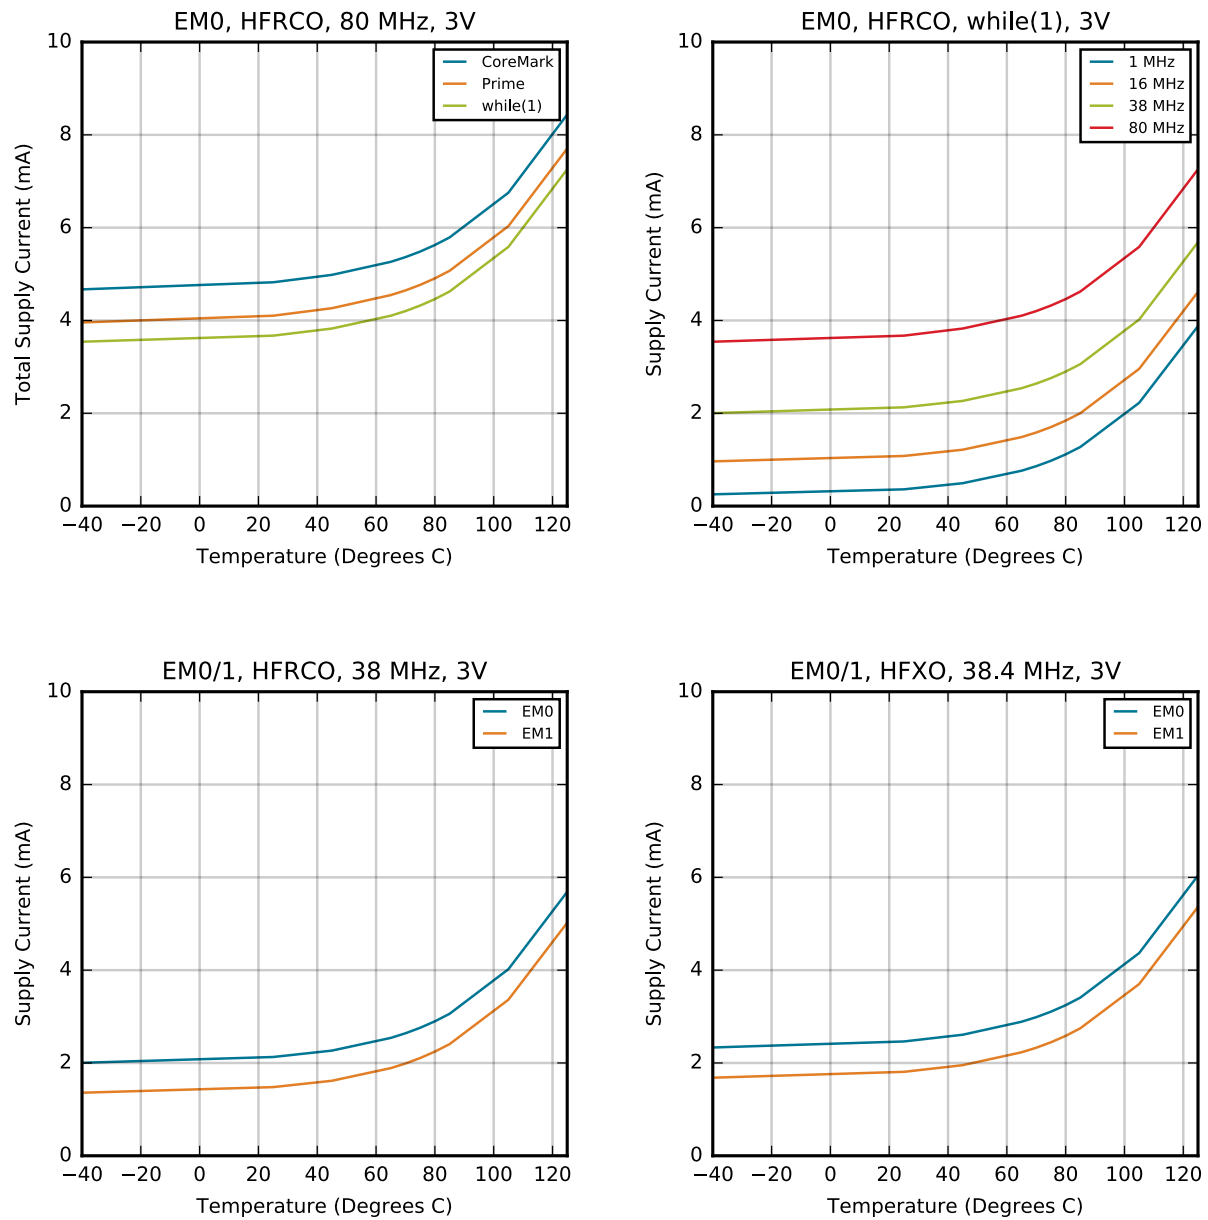 EM0, HFRCO, 80 MHz, 3V
CoreMark
Prime
while(1)
10
8
6
4
2
0
Total Supply Current (mA)
−40 −20 0 20 40 60 80 100 120
Temperature (Degrees C)
EM0, HFRCO, while(1), 3V
1 MHz
16 MHz
38 MHz
80 MHz
10
8
6
4
2
0
Supply Current (mA)
−40 −20 0 20 40 60 80 100 120
Temperature (Degrees C)
EM0/1, HFRCO, 38 MHz, 3V
EM0
EM1
10
8
6
4
2
0
Supply Current (mA)
−40 −20 0 20 40 60 80 100 120
Temperature (Degrees C)
EM0/1, HFXO, 38.4 MHz, 3V
EM0
EM1
10
8
6
4
2
0
Supply Current (mA)
−40 −20 0 20 40 60 80 100 120
Temperature (Degrees C)